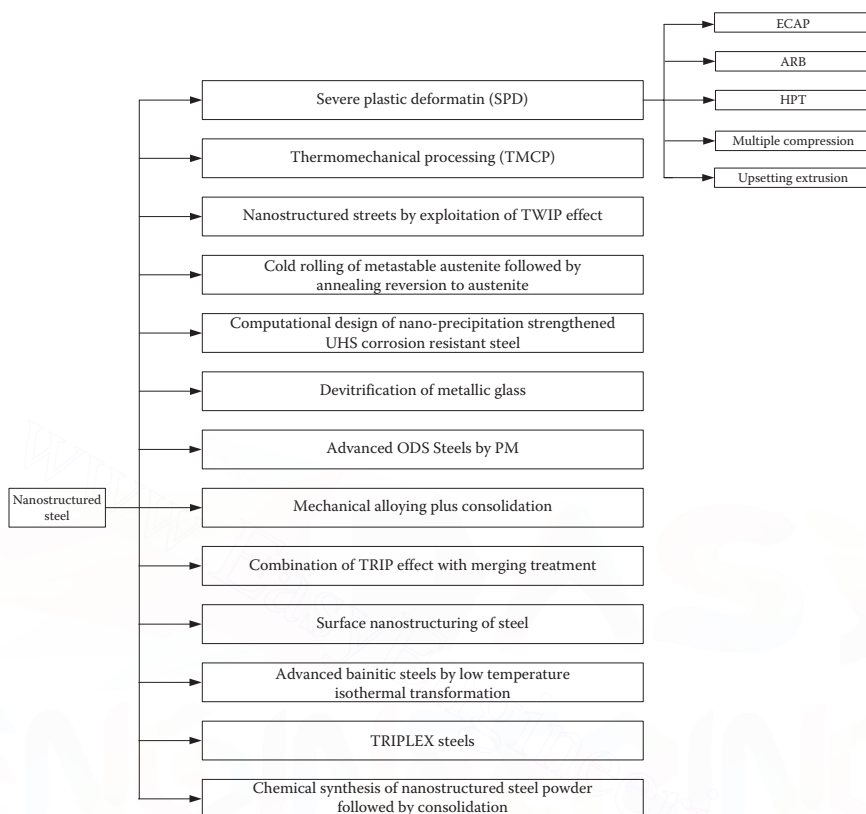 ECAP
ARB
HPT
Multiple compression
Upsetting extrusion
Severe plastic deformatin (SPD)
Thermomechanical processing (TMCP)
Nanostructured streets by exploitation of TWIP effect
Cold rolling of metastable austenite followed by
annealing reversion to austenite
Computational design of nano-precipitation strengthened
UHS corrosion resistant steel
Devitrification of metallic glass
Advanced ODS Steels by PM
Nanostructured
steel
Mechanical alloying plus consolidation
Combination of TRIP effect with merging treatment
Surface nanostructuring of steel
Advanced bainitic steels by low temperature
isothermal transformation
TRIPLEX steels
Chemical synthesis of nanostructured steel powder
followed by consolidation